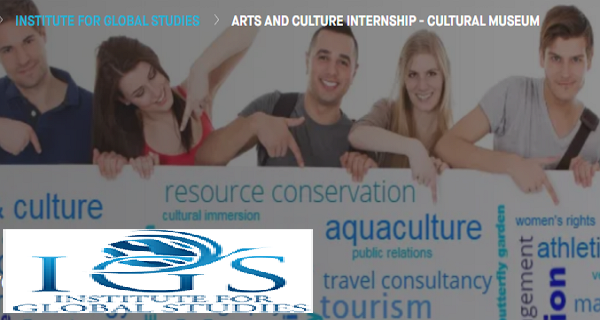 INSTITUTE FOR GLOBAL STUDIES > ARTS AND CULTURE INTERNSHIP - CULTURAL MUSEUM
culture
resource conservation
cultural immersion
aquaculture
public relations
travel consultancy
tourism
butterfly garden
women's rights
athleti
IGS
INSTITUTE FOR
GLOBAL STUDIES